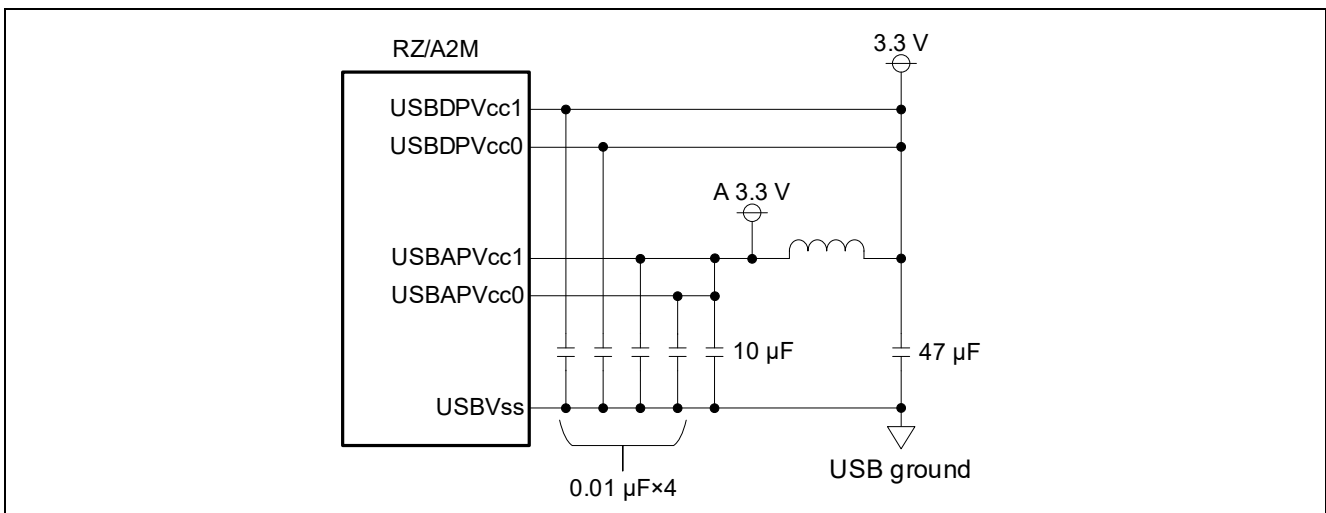 RZ/A2M
3.3 V
USBDPVcc1
USBDPVcc0
A 3.3 V
USBAPVcc1
USBAPVcc0
10 µF
47 µF
USBVss
USB ground
0.01 µF×4